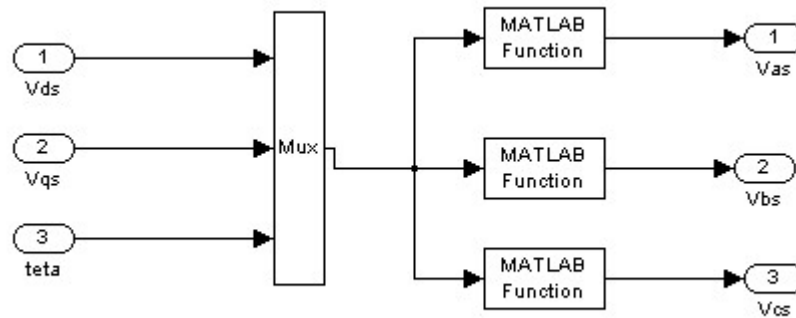 1
Vds
2
Vqs
3
teta
Mux
MATLAB
Function
1
Vas
MATLAB
Function
2
Vbs
MATLAB
Function
3
Vcs